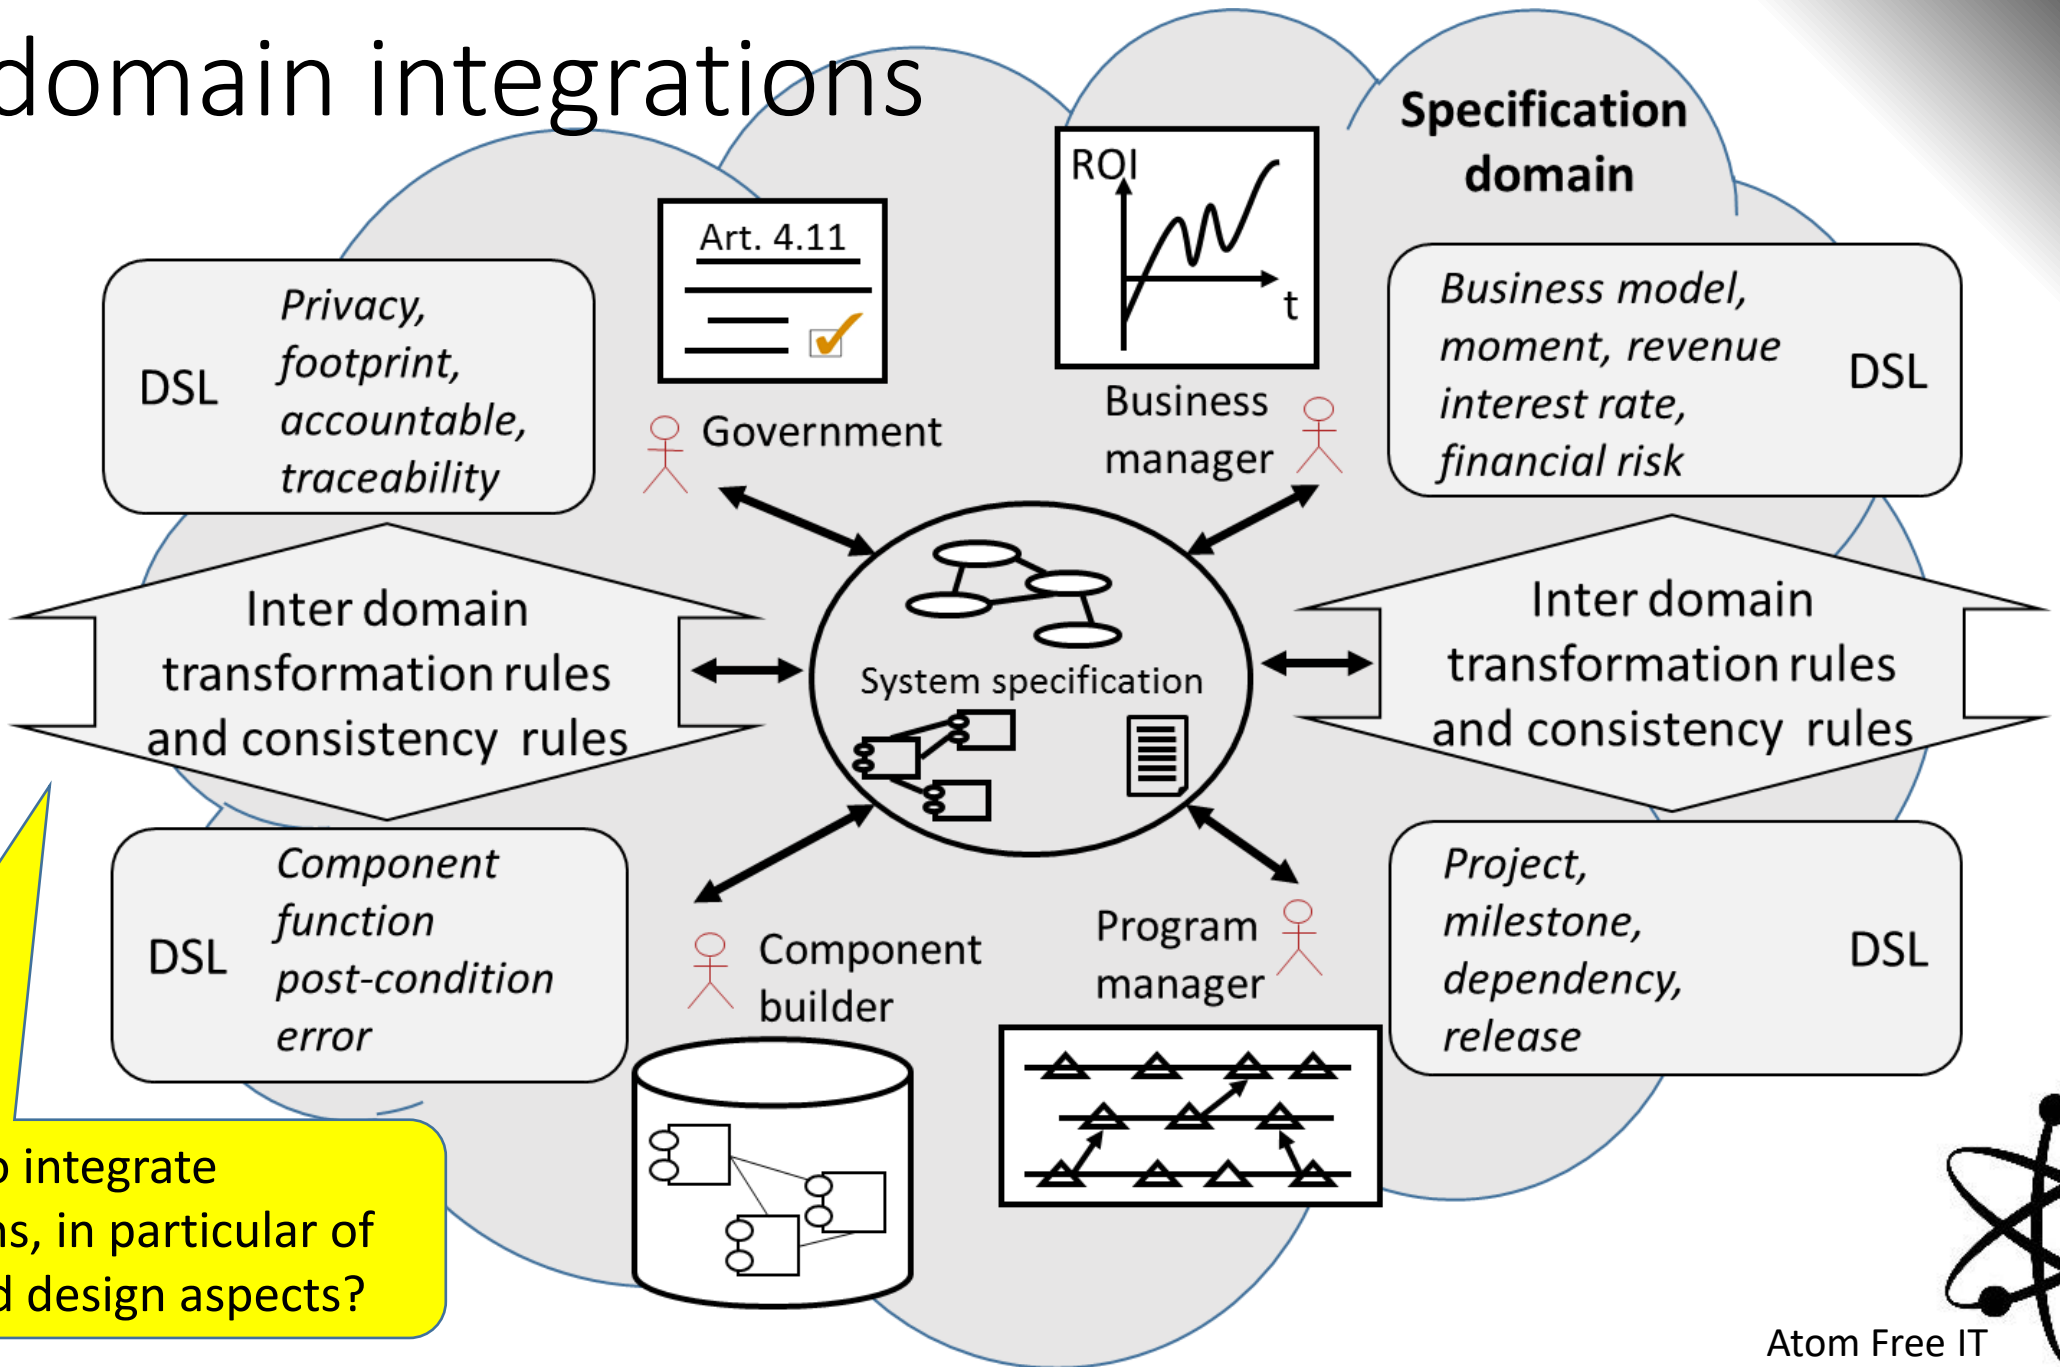 domain integrations
Specification
domain
ROI
t
Art. 4.11
DSL
Privacy,
footprint,
accountable,
traceability
Government
Business
manager
Business model,
moment, revenue
interest rate,
financial risk
DSL
Inter domain
transformation rules
and consistency rules
System specification
Inter domain
transformation rules
and consistency rules
DSL
Component
function
post-condition
error
Component
builder
Program
manager
Project,
milestone,
dependency,
release
DSL
integrate
, in particular of
design aspects?
Atom Free IT